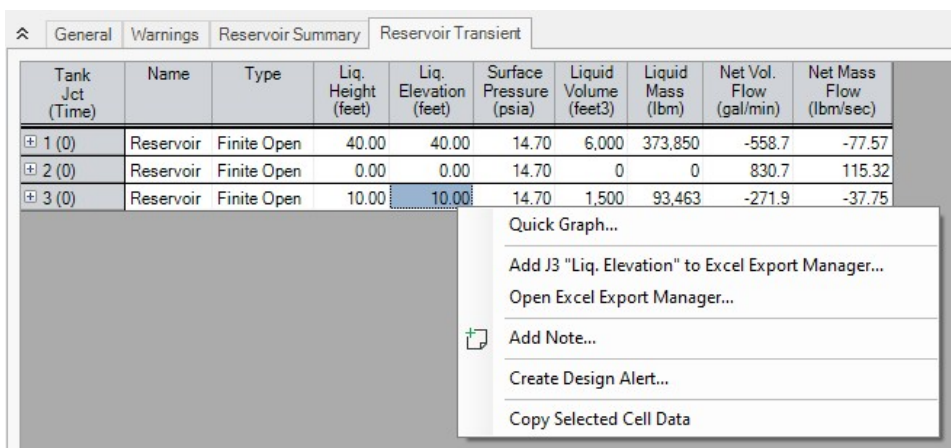 General Warnings Reservoir Summary Reservoir Transient
Tank Jct (Time) Name Type Liq. Height (feet) Liq. Elevation (feet) Surface Pressure (psia) Liquid Volume (feet3) Liquid Mass (lbm) Net Vol. Flow (gal/min) Net Mass Flow (lbm/sec)
1 (0) Reservoir Finite Open 40.00 40.00 14.70 6,000 373,850 -558.7 -77.57
2 (0) Reservoir Finite Open 0.00 0.00 14.70 0 0 830.7 115.32
3 (0) Reservoir Finite Open 10.00 10.00 14.70 1,500 93,463 -271.9 -37.75
Quick Graph...
Add J3 "Liq. Elevation" to Excel Export Manager...
Open Excel Export Manager...
Add Note...
Create Design Alert...
Copy Selected Cell Data